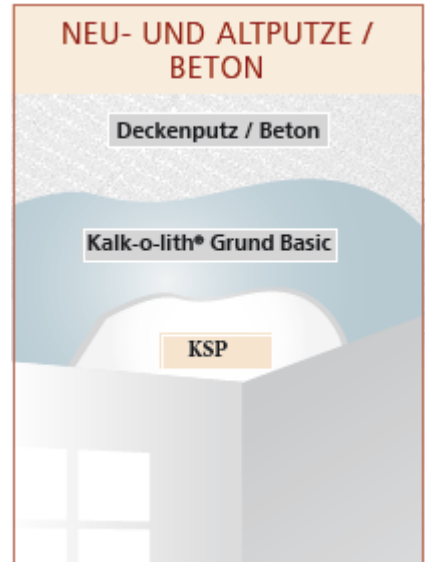 NEU- UND ALTPUTZE /
BETON
Deckenputz / Beton
Kalk-o-lith® Grund Basic
KSP